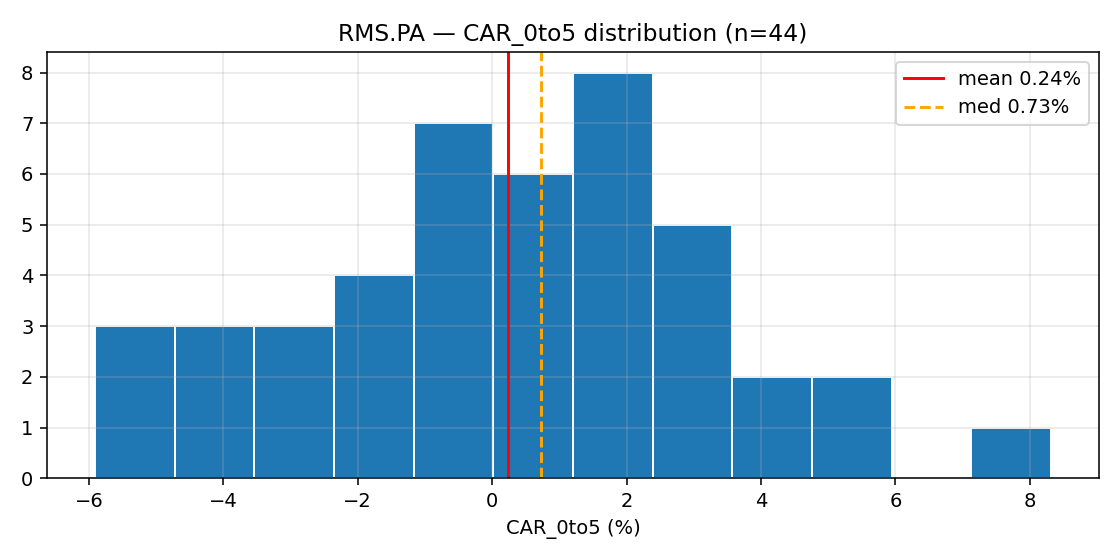 RMS.PA — CAR_0to5 distribution (n=44)
mean 0.24%
med 0.73%
8
7
6
5
4
3
2
1
0
−6 −4 −2 0 2 4 6 8
CAR_0to5 (%)